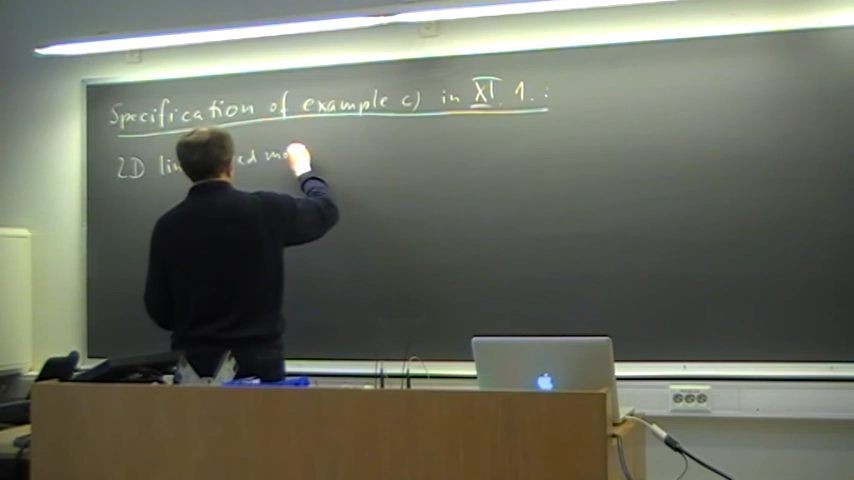 Specification of example c) in XI. 1.:
2D